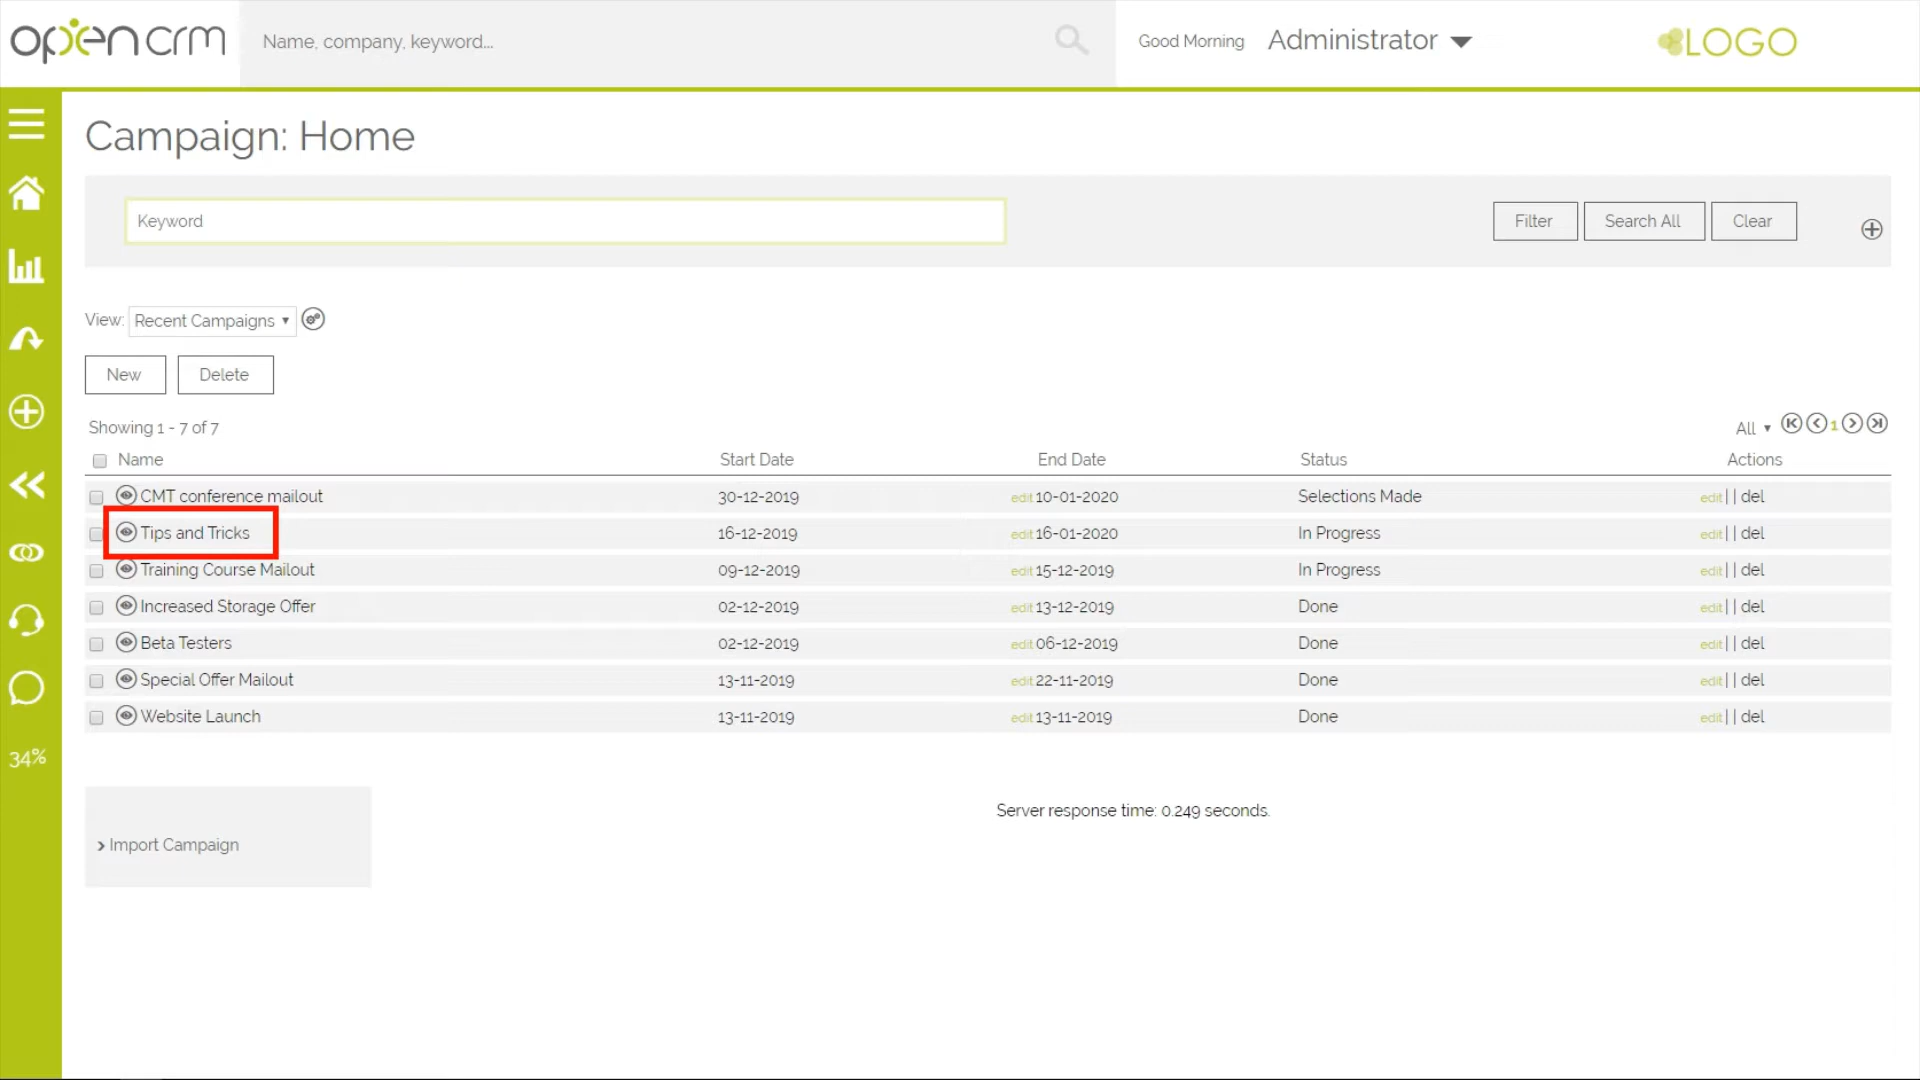 opencrm Name, company, keyword... Good Morning Administrator LOGO
Campaign: Home
Keyword Filter Search All Clear
View: Recent Campaigns
New Delete
Showing 1 - 7 of 7 All 1
Name Start Date End Date Status Actions
CMT conference mailout 30-12-2019 edit 10-01-2020 Selections Made edit | | del
Tips and Tricks 16-12-2019 edit 16-01-2020 In Progress edit | | del
Training Course Mailout 09-12-2019 edit 15-12-2019 In Progress edit | | del
Increased Storage Offer 02-12-2019 edit 13-12-2019 Done edit | | del
Beta Testers 02-12-2019 edit 06-12-2019 Done edit | | del
Special Offer Mailout 13-11-2019 edit 22-11-2019 Done edit | | del
Website Launch 13-11-2019 edit 13-11-2019 Done edit | | del
34%
Server response time: 0.249 seconds.
› Import Campaign